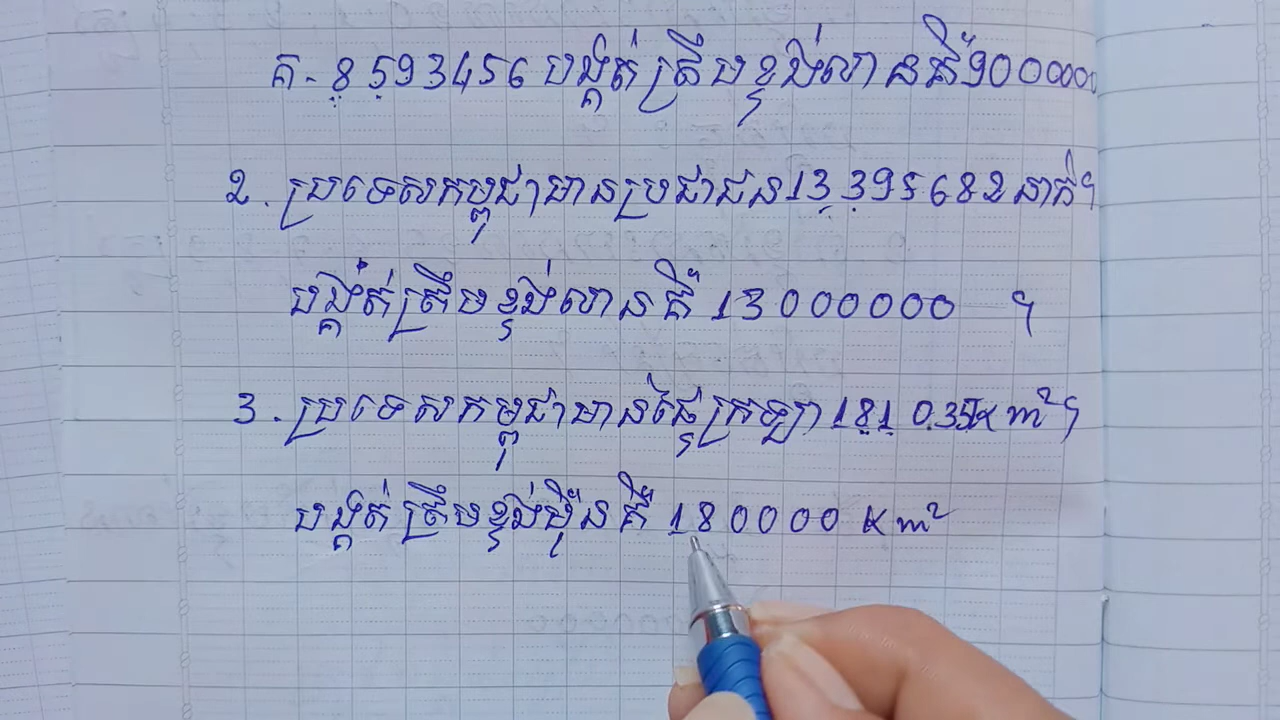 គ- 8593456 បង្គត់ត្រឹមខ្ទង់លានគឺ 9000000
2. ប្រទេសកម្ពុជាមានប្រជាជន 13 395 682 នាក់។
បង្គត់ត្រឹមខ្ទង់លានគឺ 13000000 ។
3. ប្រទេសកម្ពុជាមានផ្ទៃក្រឡា 181 035 km²។
បង្គត់ត្រឹមខ្ទង់ម៉ឺនគឺ 180000 km²